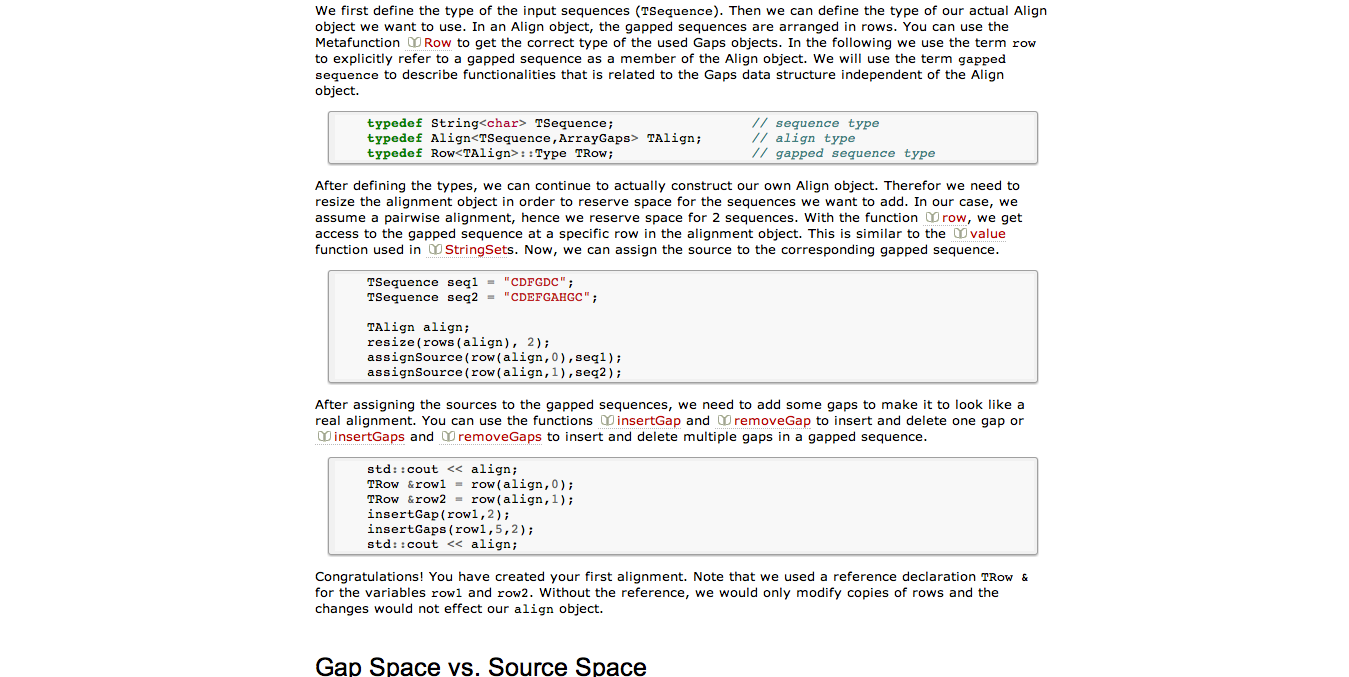 We first define the type of the input sequences (TSequence). Then we can define the type of our actual Align
object we want to use. In an Align object, the gapped sequences are arranged in rows. You can use the
Metafunction Row to get the correct type of the used Gaps objects. In the following we use the term row
to explicitly refer to a gapped sequence as a member of the Align object. We will use the term gapped
sequence to describe functionalities that is related to the Gaps data structure independent of the Align
object.
typedef String<char> TSequence; // sequence type
typedef Align<TSequence,ArrayGaps> TAlign; // align type
typedef Row<TAlign>::Type TRow; // gapped sequence type
After defining the types, we can continue to actually construct our own Align object. Therefor we need to
resize the alignment object in order to reserve space for the sequences we want to add. In our case, we
assume a pairwise alignment, hence we reserve space for 2 sequences. With the function row, we get
access to the gapped sequence at a specific row in the alignment object. This is similar to the value
function used in StringSets. Now, we can assign the source to the corresponding gapped sequence.
TSequence seq1 = "CDFGDC";
TSequence seq2 = "CDEFGAHGC";
TAlign align;
resize(rows(align), 2);
assignSource(row(align,0),seq1);
assignSource(row(align,1),seq2);
After assigning the sources to the gapped sequences, we need to add some gaps to make it to look like a
real alignment. You can use the functions insertGap and removeGap to insert and delete one gap or
insertGaps and removeGaps to insert and delete multiple gaps in a gapped sequence.
std::cout << align;
TRow &row1 = row(align,0);
TRow &row2 = row(align,1);
insertGap(row1,2);
insertGaps(row1,5,2);
std::cout << align;
Congratulations! You have created your first alignment. Note that we used a reference declaration TRow &
for the variables row1 and row2. Without the reference, we would only modify copies of rows and the
changes would not effect our align object.
Gap Space vs. Source Space